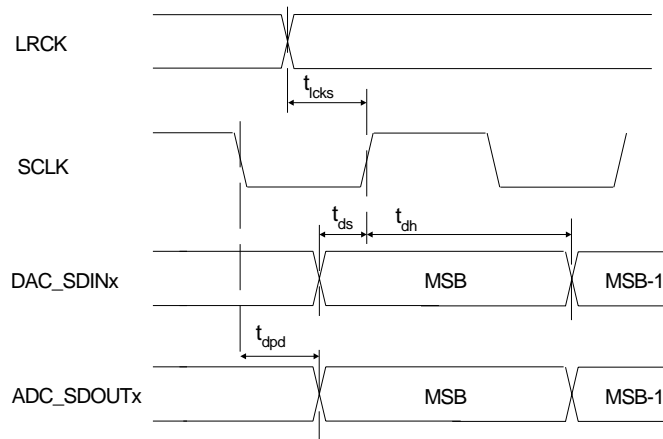 LRCK
t_lcks
SCLK
t_ds t_dh
DAC_SDINx MSB MSB-1
t_dpd
ADC_SDOUTx MSB MSB-1